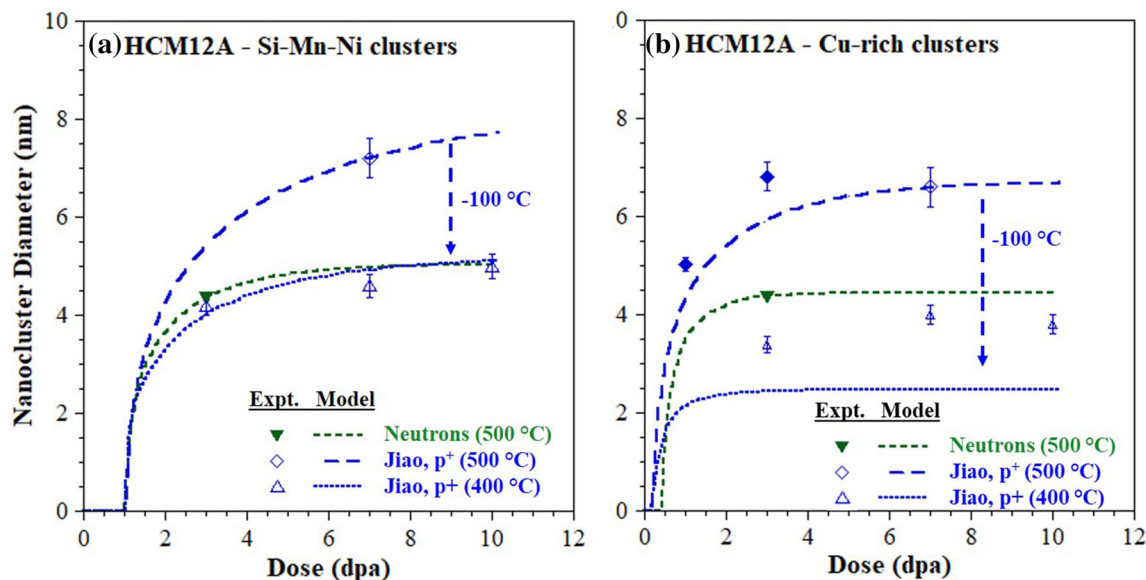 (a) HCM12A - Si-Mn-Ni clusters
Nanocluster Diameter (nm)
10
8
6
4
2
0
-100 °C
Expt. Model
Neutrons (500 °C)
Jiao, p+ (500 °C)
Jiao, p+ (400 °C)
0 2 4 6 8 10 12
Dose (dpa)
(b) HCM12A - Cu-rich clusters
0
8
6
4
2
0
-100 °C
Expt. Model
Neutrons (500 °C)
Jiao, p+ (500 °C)
Jiao, p+ (400 °C)
0 2 4 6 8 10 12
Dose (dpa)